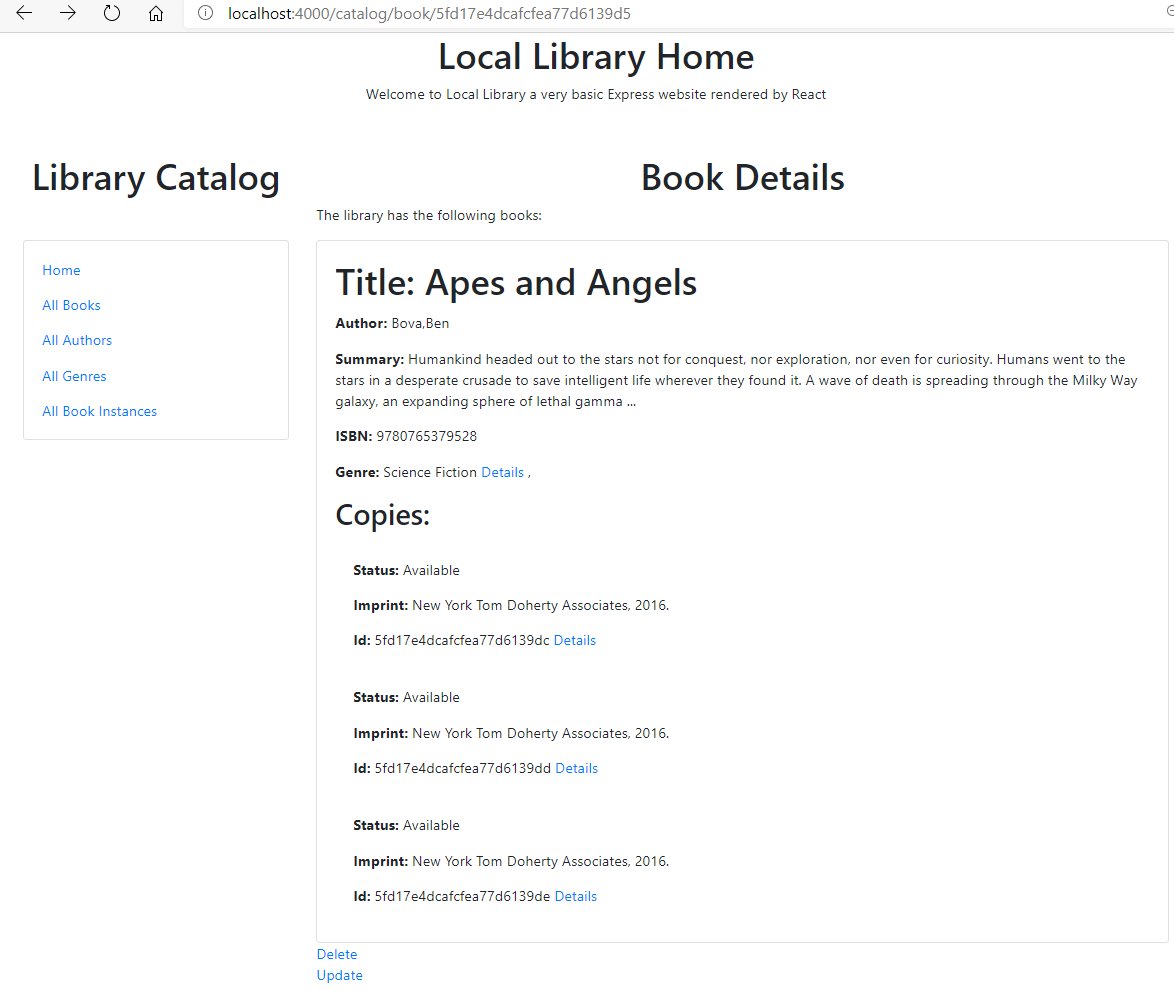 localhost:4000/catalog/book/5fd17e4dcafcfea77d6139d5
Local Library Home
Welcome to Local Library a very basic Express website rendered by React
Library Catalog
Home
All Books
All Authors
All Genres
All Book Instances
Book Details
The library has the following books:
Title: Apes and Angels
Author: Bova,Ben
Summary: Humankind headed out to the stars not for conquest, nor exploration, nor even for curiosity. Humans went to the
stars in a desperate crusade to save intelligent life wherever they found it. A wave of death is spreading through the Milky Way
galaxy, an expanding sphere of lethal gamma ...
ISBN: 9780765379528
Genre: Science Fiction Details ,
Copies:
Status: Available
Imprint: New York Tom Doherty Associates, 2016.
Id: 5fd17e4dcafcfea77d6139dc Details
Status: Available
Imprint: New York Tom Doherty Associates, 2016.
Id: 5fd17e4dcafcfea77d6139dd Details
Status: Available
Imprint: New York Tom Doherty Associates, 2016.
Id: 5fd17e4dcafcfea77d6139de Details
Delete
Update